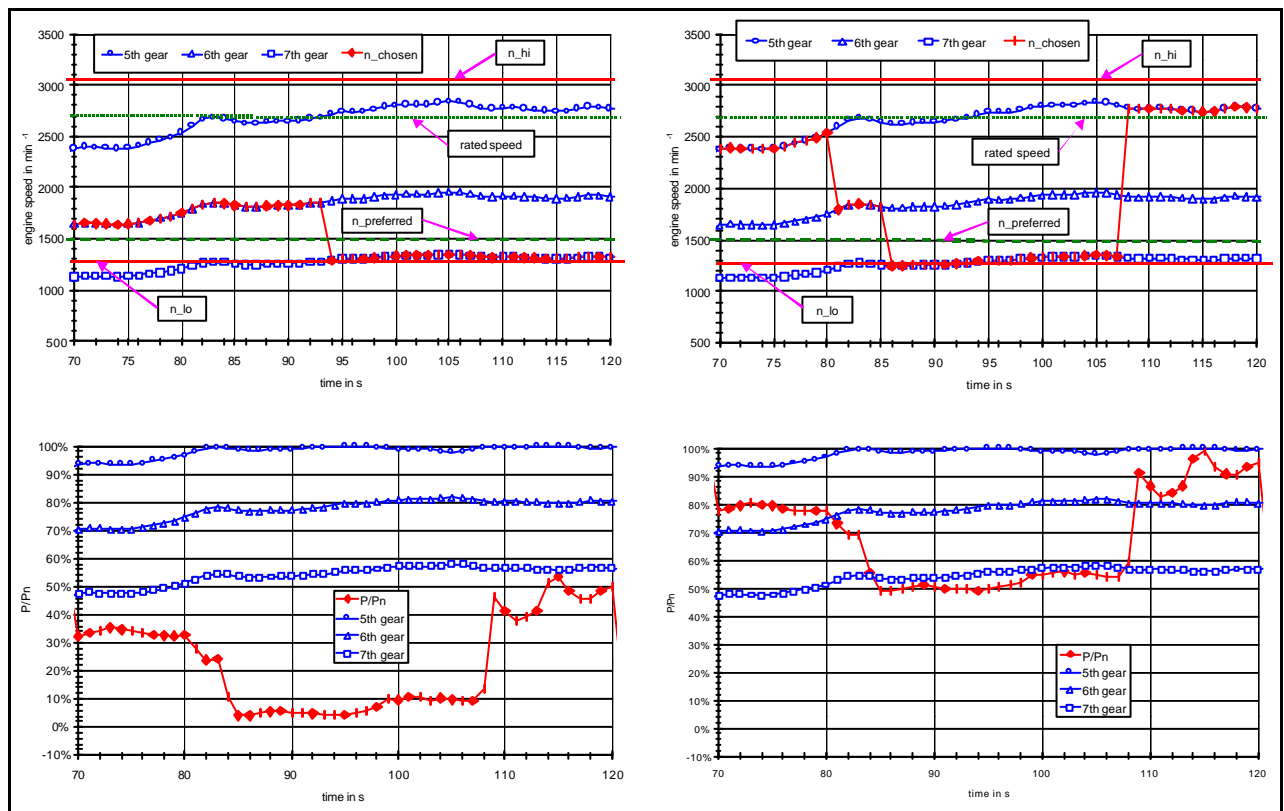 3500
3000
2500
2000
1500
1000
500
engine speed in min -1
5th gear 6th gear 7th gear n_chosen
n_hi
rated speed
n_preferred
n_lo
70 75 80 85 90 95 100 105 110 115 120
time in s
3500
3000
2500
2000
1500
1000
500
engine speed in min -1
5th gear 6th gear 7th gear n_chosen
n_hi
rated speed
n_preferred
n_lo
70 75 80 85 90 95 100 105 110 115 120
time in s
100%
90%
80%
70%
60%
50%
40%
30%
20%
10%
0%
-10%
P/Pn
P/Pn
5th gear
6th gear
7th gear
70 80 90 100 110 120
time in s
100%
90%
80%
70%
60%
50%
40%
30%
20%
10%
0%
-10%
P/Pn
P/Pn
5th gear
6th gear
7th gear
70 80 90 100 110 120
time in s